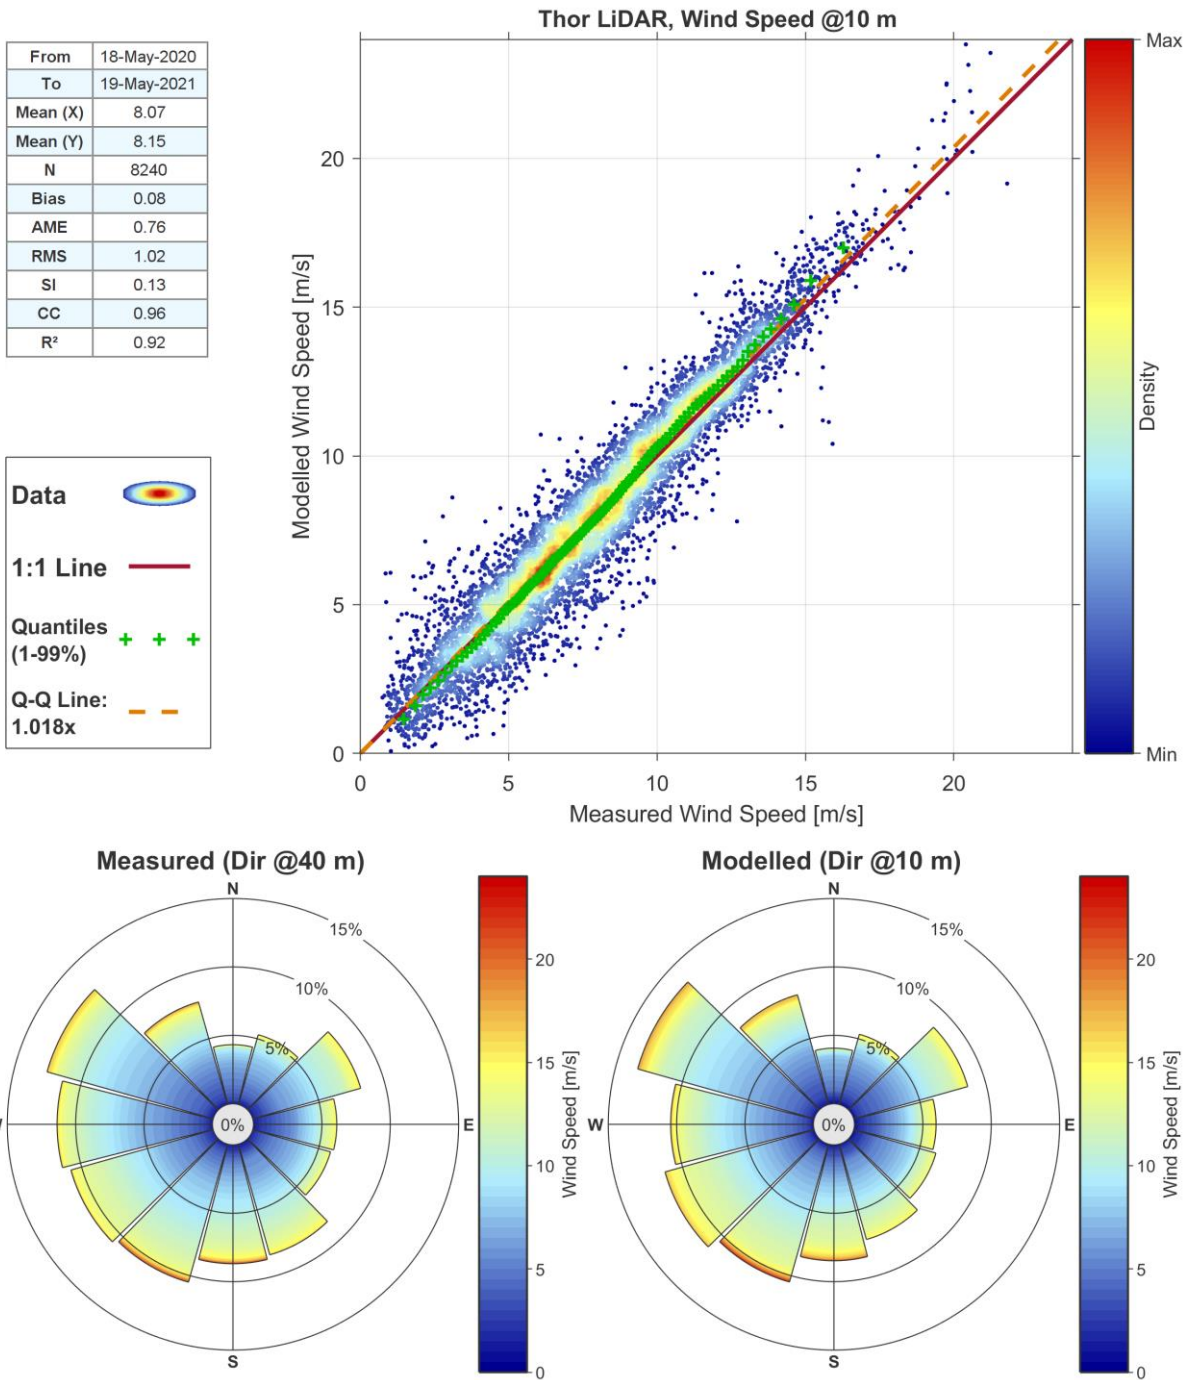 Thor LiDAR, Wind Speed @10 m
From 18-May-2020
To 19-May-2021
Mean (X) 8.07
Mean (Y) 8.15
N 8240
Bias 0.08
AME 0.76
RMS 1.02
SI 0.13
CC 0.96
R² 0.92
Data
1:1 Line
Quantiles
(1-99%)
Q-Q Line:
1.018x
Modelled Wind Speed [m/s]
20
15
10
5
0
0 5 10 15 20
Measured Wind Speed [m/s]
Max
Density
Min
Measured (Dir @40 m)
N
15%
10%
5%
0%
E
S
20
15
10
5
0
Wind Speed [m/s]
Modelled (Dir @10 m)
N
15%
10%
5%
W
0%
E
S
20
15
10
5
0
Wind Speed [m/s]